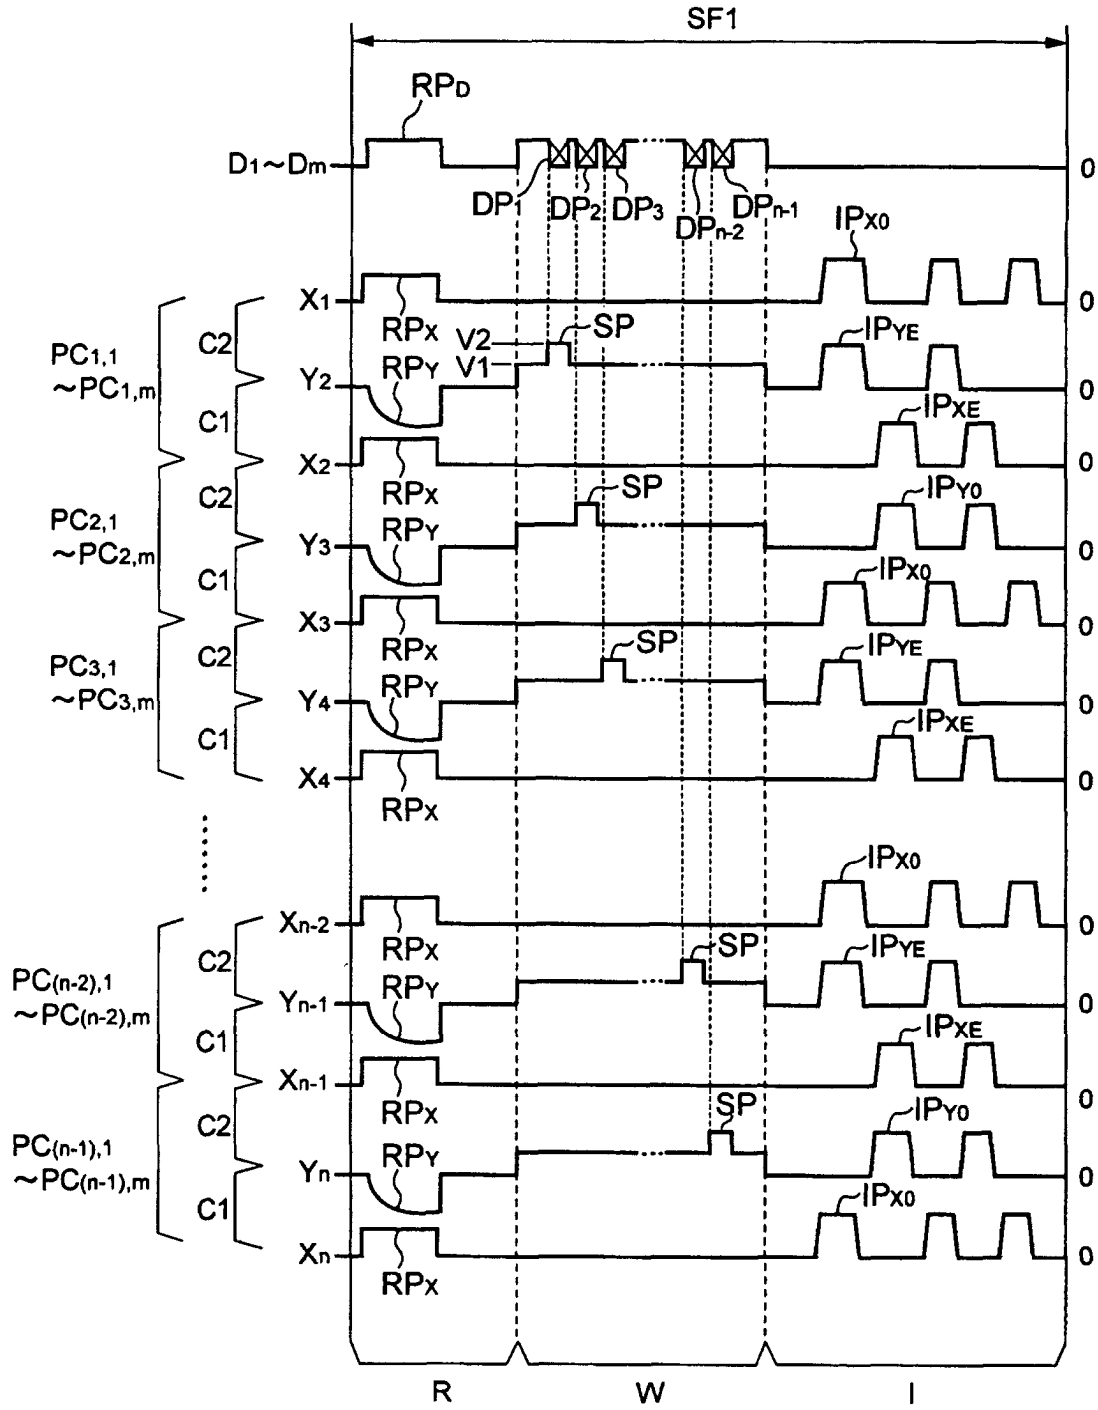 SF1
RPD
D1～Dm 0
DP1 DP2 DP3 DPn-2 DPn-1
IPX0
X1 0
RPX
C2 V2 SP IPYE
PC1,1 ～PC1,m V1
RPY
Y2 0
C1 IPXE
X2 0
RPX
C2 SP IPY0
PC2,1 ～PC2,m
RPY
Y3 0
C1 IPX0
X3 0
RPX
C2 SP IPYE
PC3,1 ～PC3,m
RPY
Y4 0
C1 IPXE
X4 0
RPX
IPX0
Xn-2 0
RPX
C2 SP IPYE
PC(n-2),1 ～PC(n-2),m
RPY
Yn-1 0
C1 IPXE
Xn-1 0
RPX
C2 SP IPY0
PC(n-1),1 ～PC(n-1),m
RPY
Yn 0
C1 IPX0
Xn 0
RPX
R W I